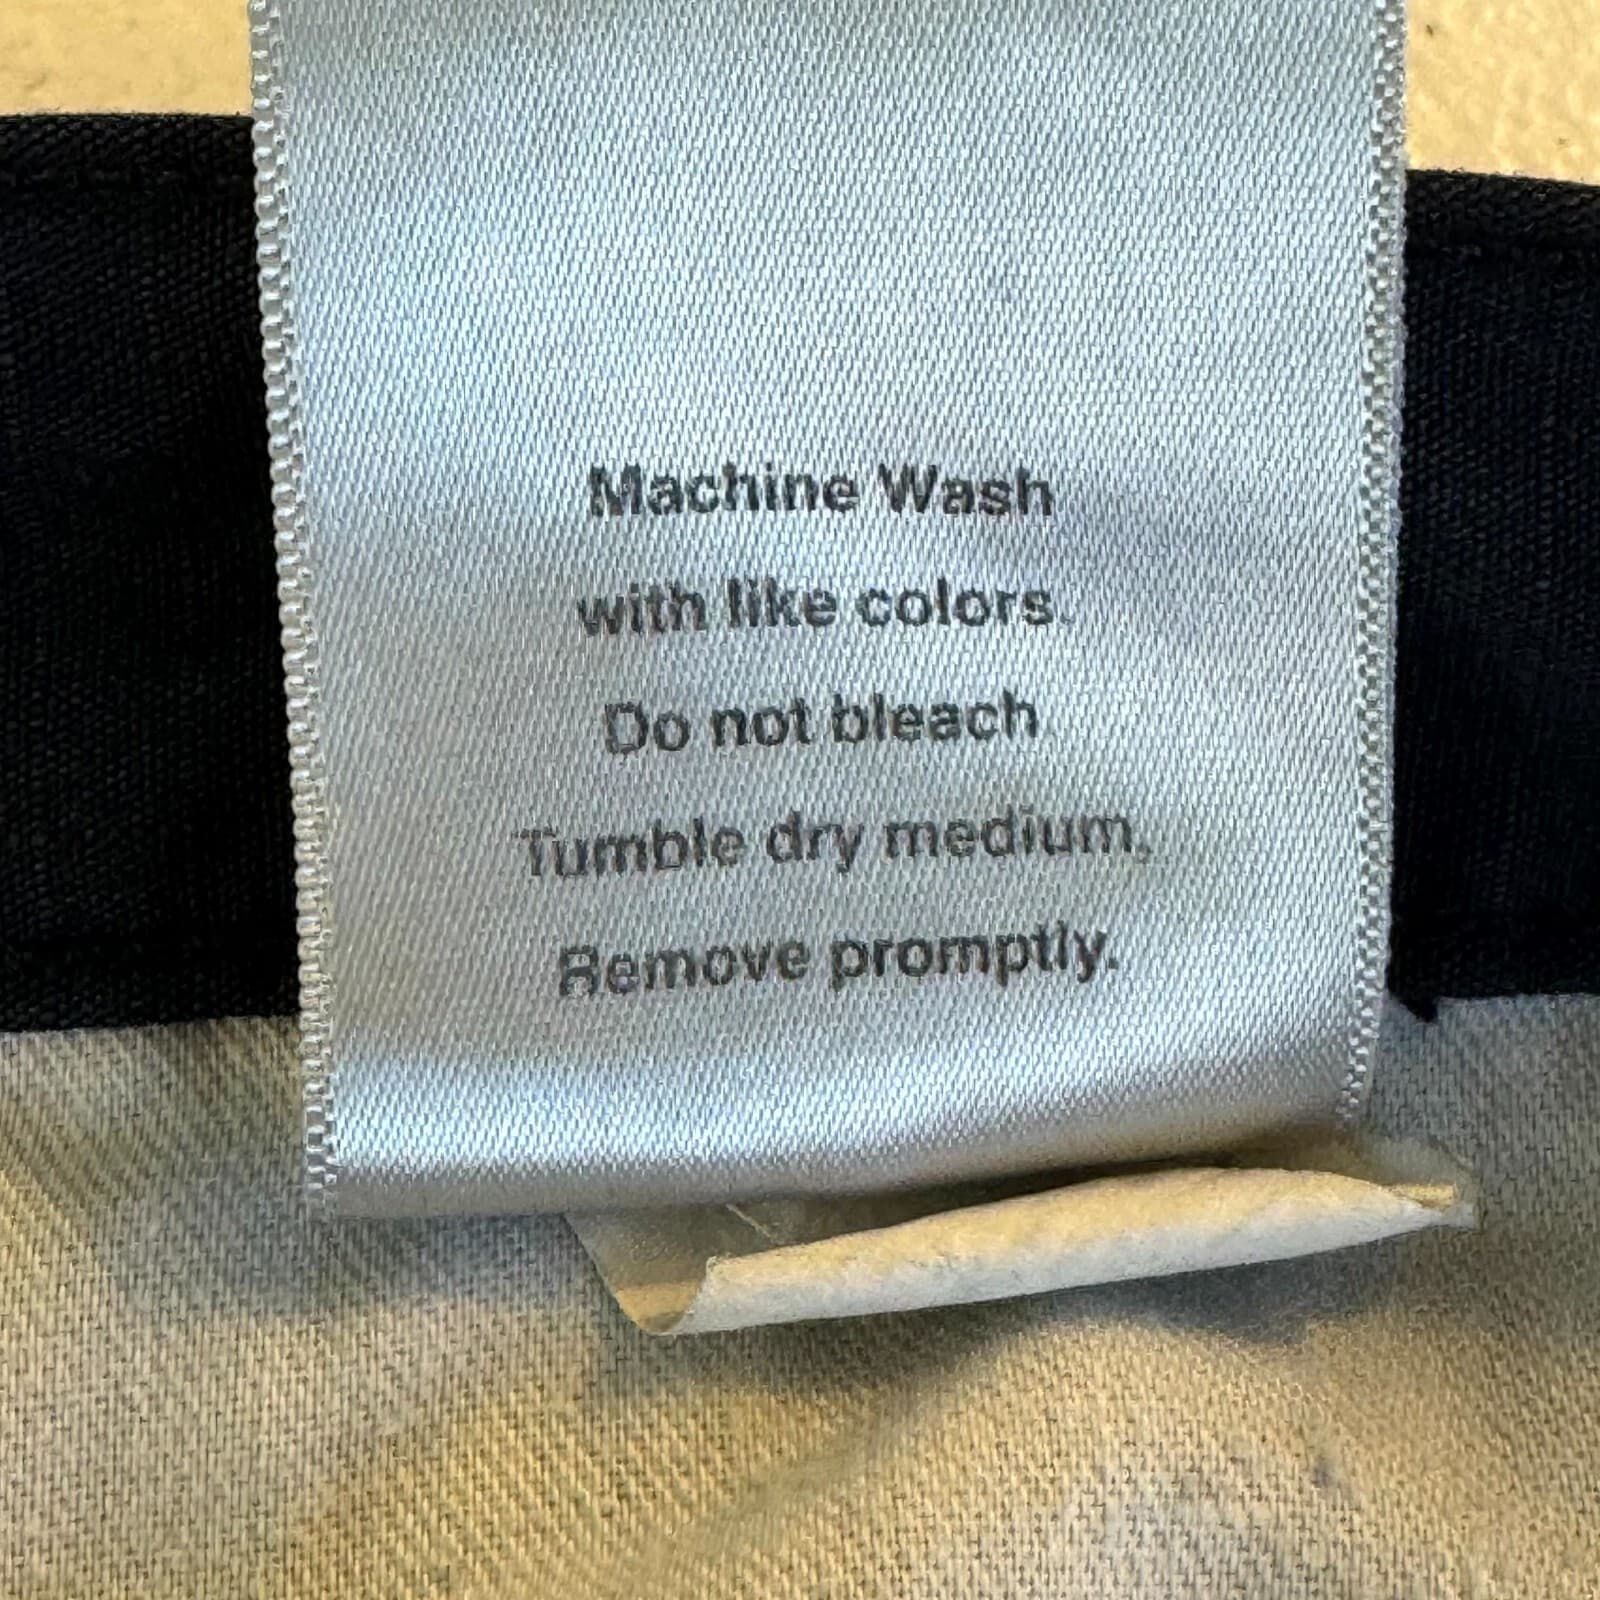 Machine Wash
with like colors.
Do not bleach
Tumble dry medium.
Remove promptly.